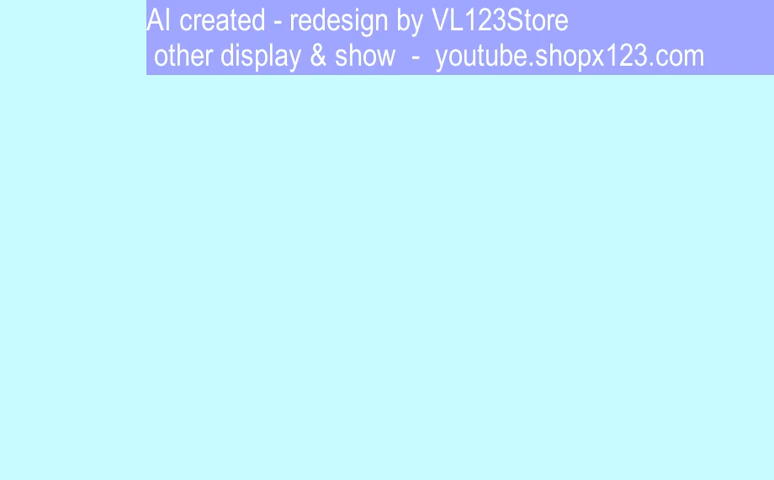 AI created - redesign by VL123Store
other display & show - youtube.shopx123.com